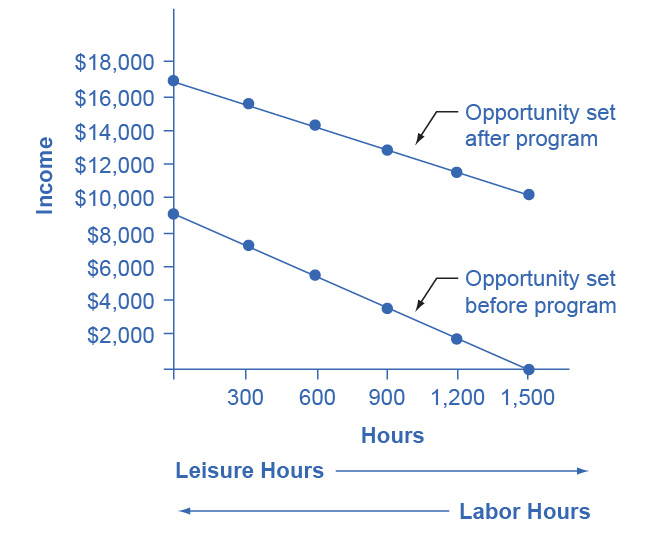 $18,000
$16,000
$14,000
$12,000
$10,000
$8,000
$6,000
$4,000
$2,000
Income
Opportunity set
after program
Opportunity set
before program
300 600 900 1,200 1,500
Hours
Leisure Hours
Labor Hours